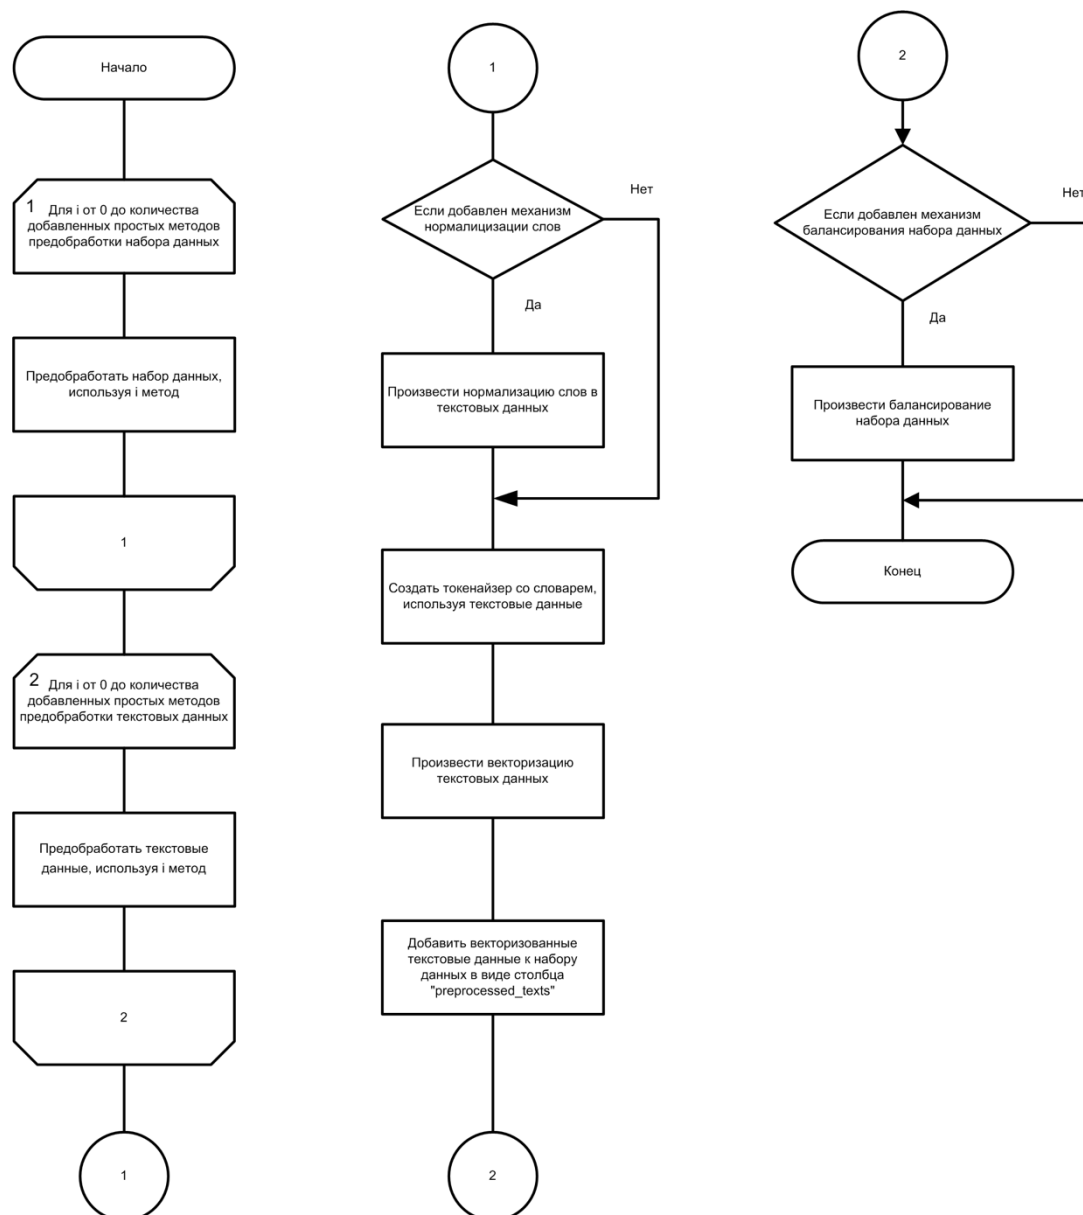 Начало
1 Для i от 0 до количества
добавленных простых методов
предобработки набора данных
Предобработать набор данных,
используя i метод
1
2 Для i от 0 до количества
добавленных простых методов
предобработки текстовых данных
Предобработать текстовые
данные, используя i метод
2
1
1
Если добавлен механизм
нормалицизации слов
Нет
Да
Произвести нормализацию слов в
текстовых данных
Создать токенайзер со словарем,
используя текстовые данные
Произвести векторизацию
текстовых данных
Добавить векторизованные
текстовые данные к набору
данных в виде столбца
"preprocessed_texts"
2
2
Если добавлен механизм
балансирования набора данных
Нет
Да
Произвести балансирование
набора данных
Конец